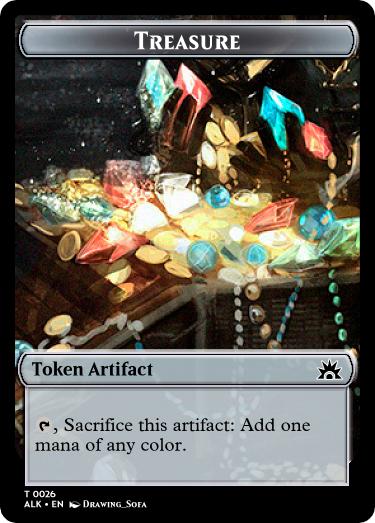 TREASURE
Token Artifact
, Sacrifice this artifact: Add one
mana of any color.
T 0026
ALK • EN DRAWING_SOFA